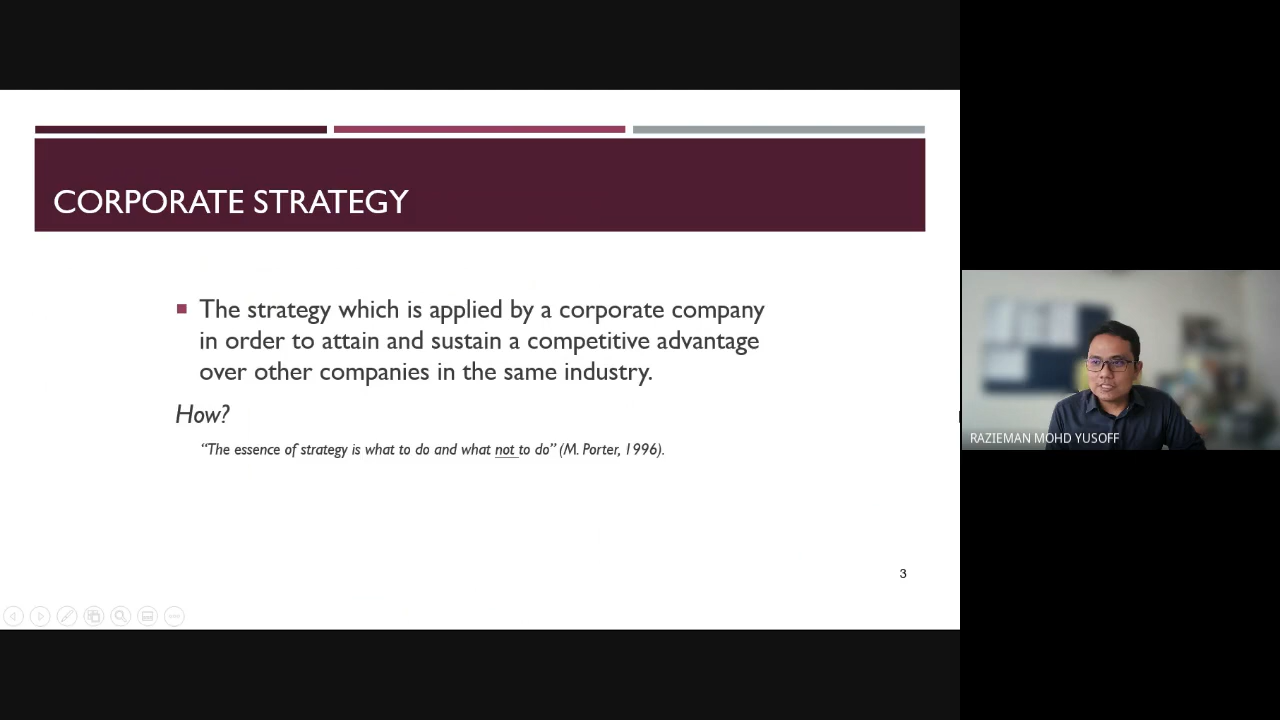 CORPORATE STRATEGY
The strategy which is applied by a corporate company
in order to attain and sustain a competitive advantage
over other companies in the same industry.
How?
“The essence of strategy is what to do and what not to do” (M. Porter, 1996).
3
RAZIEMAN MOHD YUSOFF